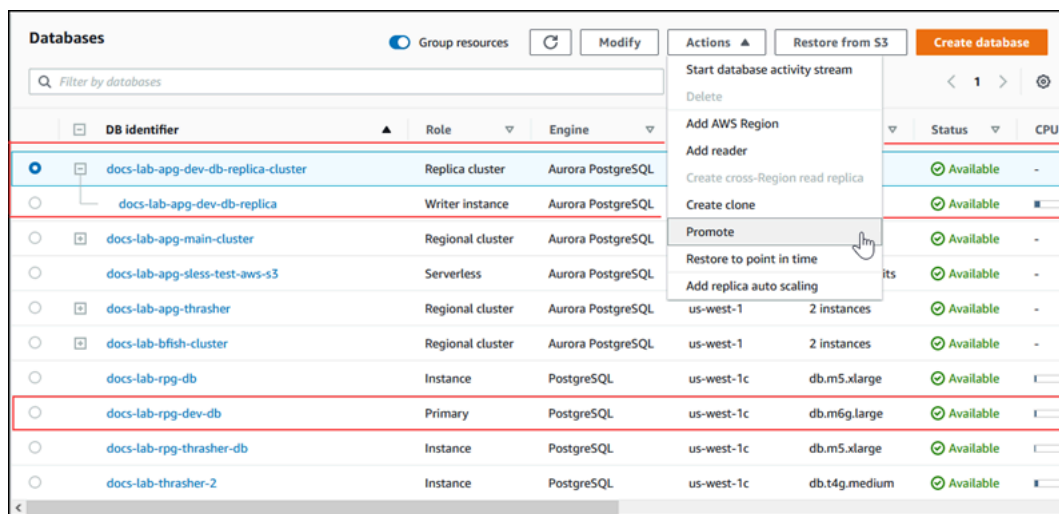 Databases
Group resources
Modify
Actions
Restore from S3
Create database
Filter by databases
Start database activity stream
Delete
Add AWS Region
Add reader
Create cross-Region read replica
Create clone
Promote
Restore to point in time
Add replica auto scaling
1
DB identifier Role Engine Status CPU
docs-lab-apg-dev-db-replica-cluster Replica cluster Aurora PostgreSQL Available -
docs-lab-apg-dev-db-replica Writer instance Aurora PostgreSQL Available
docs-lab-apg-main-cluster Regional cluster Aurora PostgreSQL Available -
docs-lab-apg-sless-test-aws-s3 Serverless Aurora PostgreSQL its Available -
docs-lab-apg-thrasher Regional cluster Aurora PostgreSQL us-west-1 2 instances Available -
docs-lab-bfish-cluster Regional cluster Aurora PostgreSQL us-west-1 2 instances Available -
docs-lab-rpg-db Instance PostgreSQL us-west-1c db.m5.xlarge Available
docs-lab-rpg-dev-db Primary PostgreSQL us-west-1c db.m6g.large Available
docs-lab-rpg-thrasher-db Instance PostgreSQL us-west-1c db.m5.xlarge Available
docs-lab-thrasher-2 Instance PostgreSQL us-west-1c db.t4g.medium Available